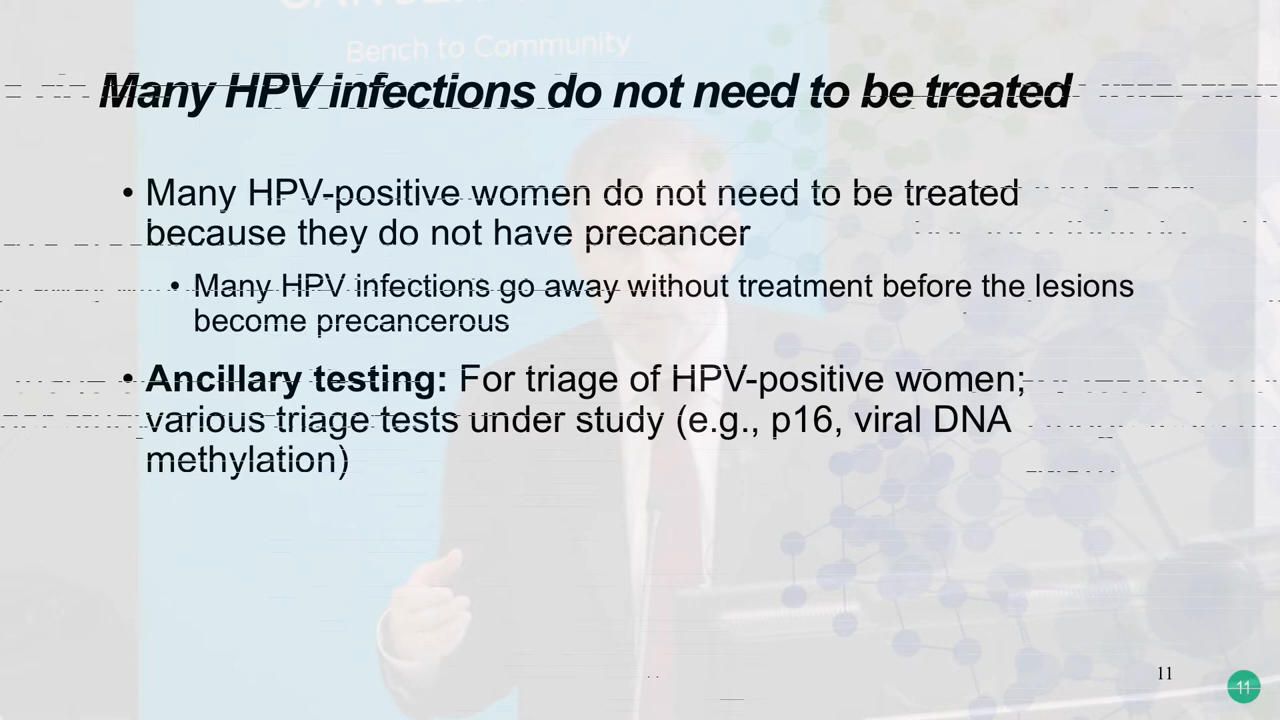 Bench to Community
Many HPV infections do not need to be treated
• Many HPV-positive women do not need to be treated
because they do not have precancer
• Many HPV infections go away without treatment before the lesions
become precancerous
• Ancillary testing: For triage of HPV-positive women;
various triage tests under study (e.g., p16, viral DNA
methylation)
11
11